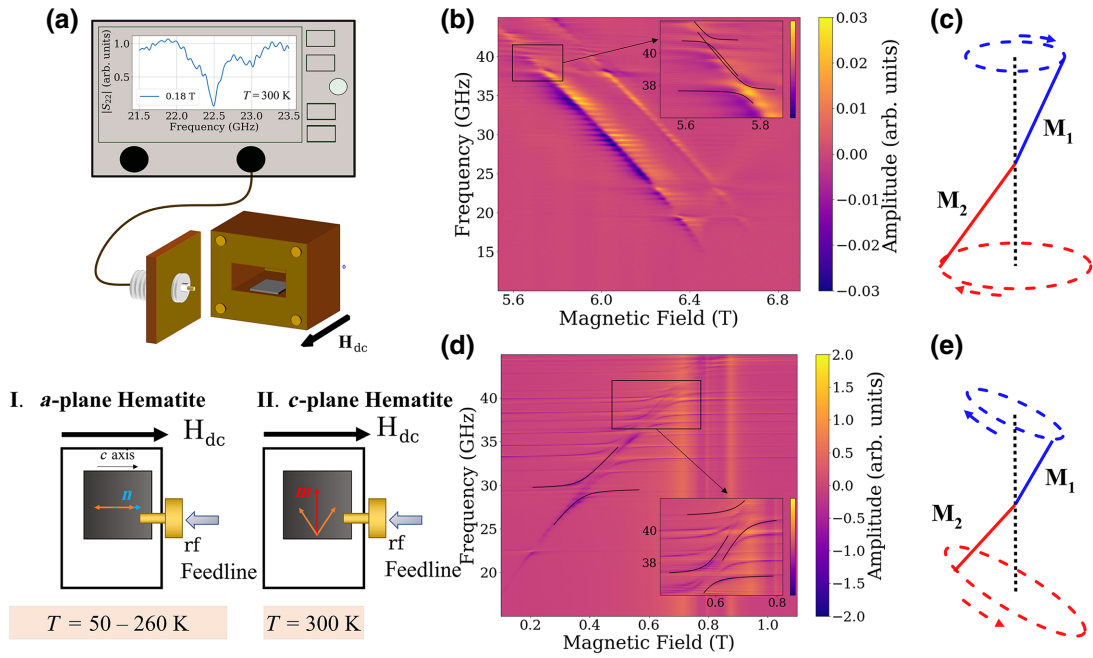 (a)
|S₂₂| (arb. units)
1.0
0.5
0.18 T
T = 300 K
21.5 22.0 22.5 23.0 23.5
Frequency (GHz)
H_dc
I. a-plane Hematite
H_dc
c axis
n
rf
Feedline
T = 50 – 260 K
II. c-plane Hematite
H_dc
m
rf
Feedline
T = 300 K
(b)
Frequency (GHz)
40
35
30
25
20
15
5.6 6.0 6.4 6.8
Magnetic Field (T)
40
38
5.6 5.8
0.03
0.02
0.01
0.00
−0.01
−0.02
−0.03
Amplitude (arb. units)
(c)
M₁
M₂
(d)
Frequency (GHz)
40
35
30
25
20
0.2 0.4 0.6 0.8 1.0
Magnetic Field (T)
42
40
38
0.6 0.8
2.0
1.5
1.0
0.5
0.0
−0.5
−1.0
−1.5
−2.0
Amplitude (arb. units)
(e)
M₁
M₂